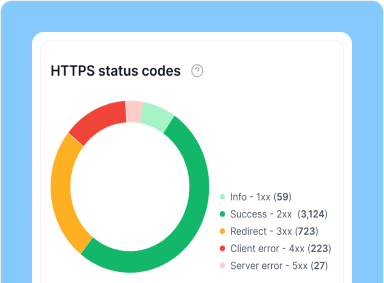 HTTPS status codes ?
Info - 1xx (59)
Success - 2xx (3,124)
Redirect - 3xx (723)
Client error - 4xx (223)
Server error - 5xx (27)